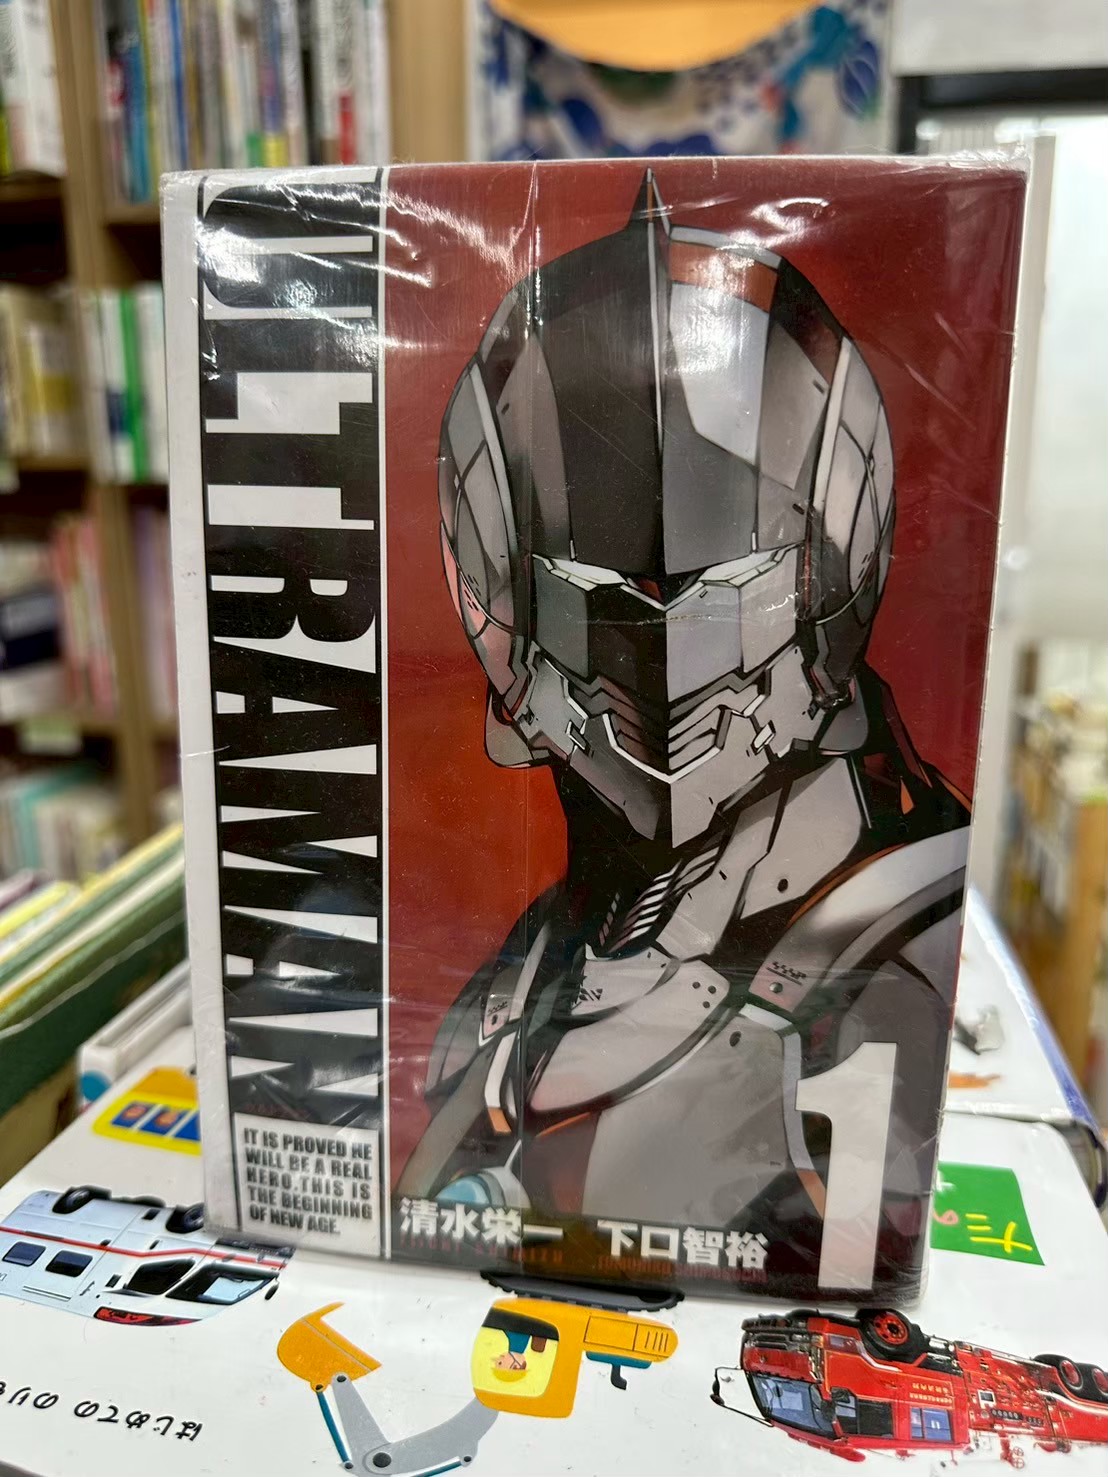 ULTRAMAN
IT IS PROVED HE
WILL BE A REAL
HERO. THIS IS
THE BEGINNING
OF NEW AGE.
清水栄一 下口智裕
1